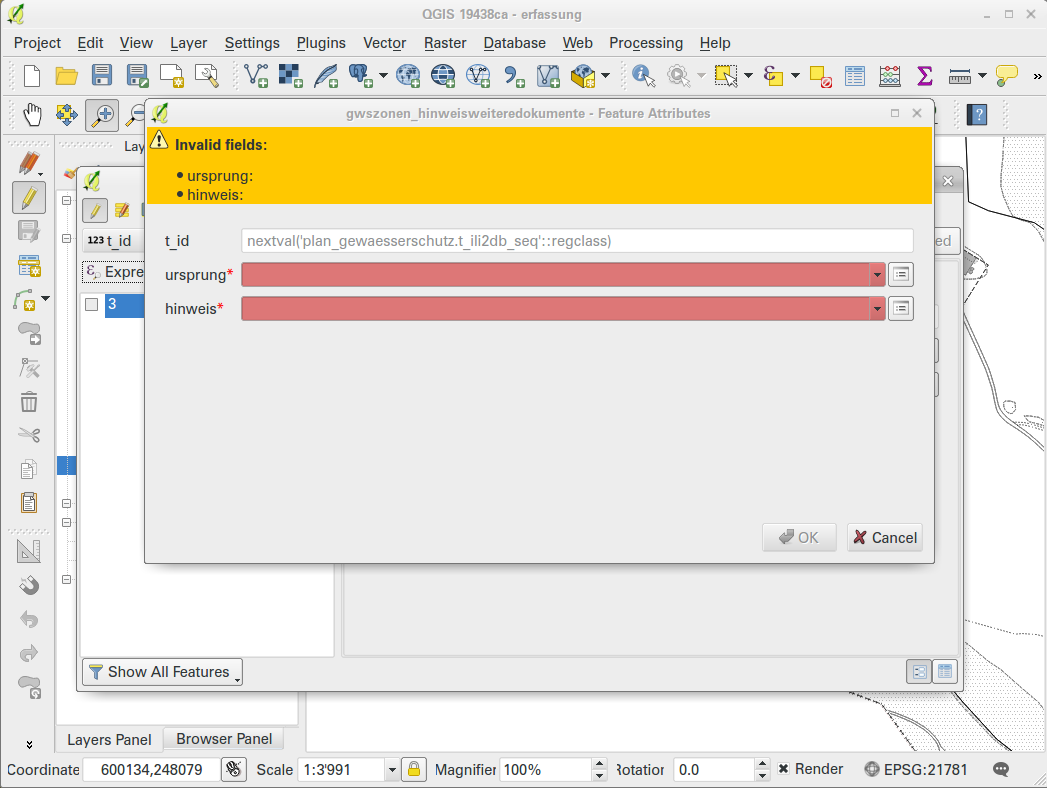 QGIS 19438ca - erfassung
Project Edit View Layer Settings Plugins Vector Raster Database Web Processing Help
»
Lay
gwszonen_hinweisweiteredokumente - Feature Attributes
Invalid fields:
• ursprung:
• hinweis:
123 t_id
ed
t_id nextval('plan_gewaesserschutz.t_ili2db_seq'::regclass)
ε Expre
ursprung*
3
hinweis*
OK Cancel
Show All Features
Layers Panel Browser Panel
Coordinate 600134,248079 Scale 1:3'991 Magnifier 100% Rotation 0.0 Render EPSG:21781